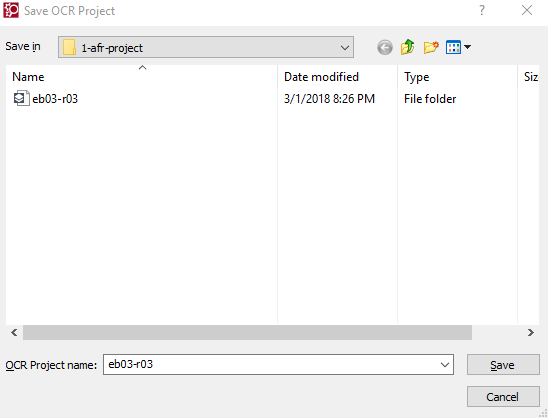 Save OCR Project
Save in 1-afr-project
Name Date modified Type Siz
eb03-r03 3/1/2018 8:26 PM File folder
OCR Project name: eb03-r03 Save
Cancel